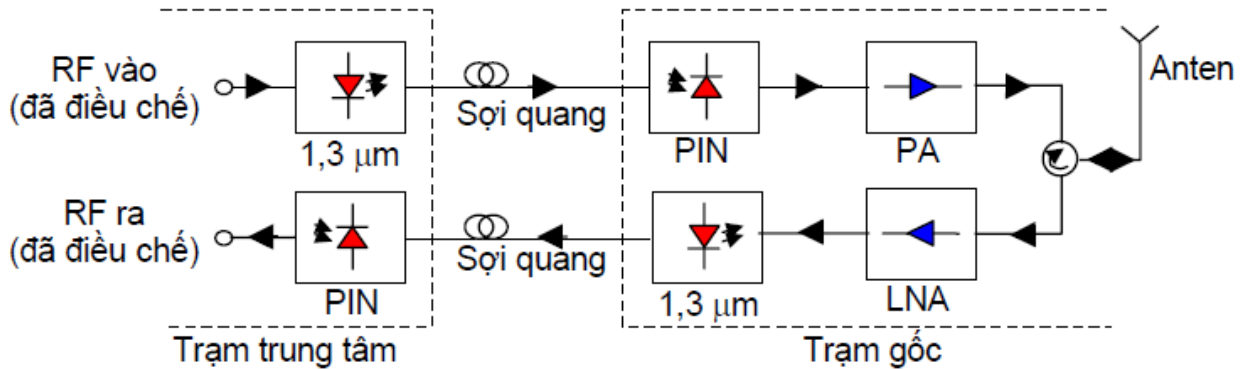 RF vào
(đã điều chế)
1,3 μm
Sợi quang
PIN
PA
Anten
RF ra
(đã điều chế)
PIN
Sợi quang
1,3 μm
LNA
Trạm trung tâm
Trạm gốc